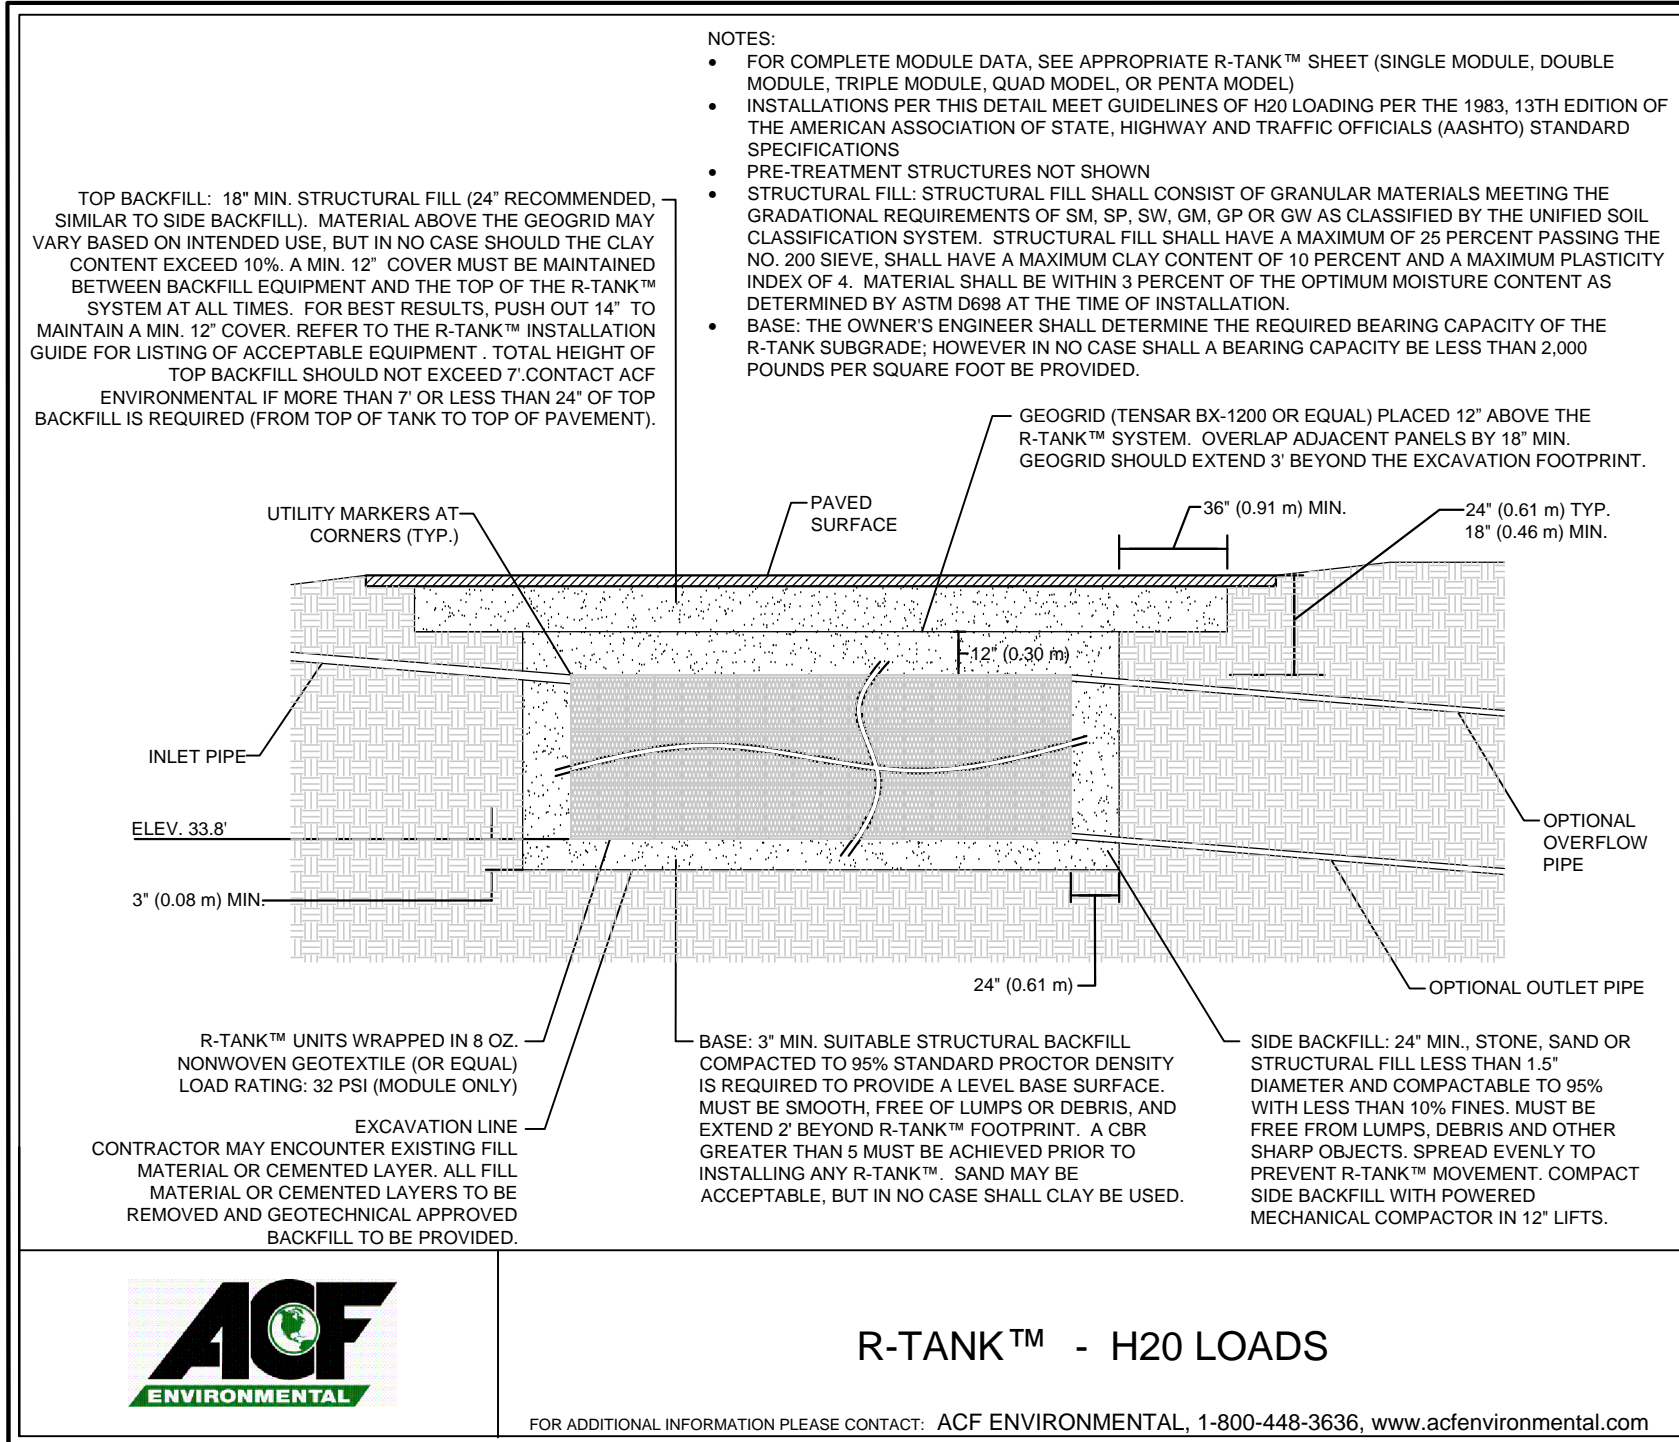 NOTES:
• FOR COMPLETE MODULE DATA, SEE APPROPRIATE R-TANK™ SHEET (SINGLE MODULE, DOUBLE
MODULE, TRIPLE MODULE, QUAD MODEL, OR PENTA MODEL)
• INSTALLATIONS PER THIS DETAIL MEET GUIDELINES OF H20 LOADING PER THE 1983, 13TH EDITION OF
THE AMERICAN ASSOCIATION OF STATE, HIGHWAY AND TRAFFIC OFFICIALS (AASHTO) STANDARD
SPECIFICATIONS
• PRE-TREATMENT STRUCTURES NOT SHOWN
• STRUCTURAL FILL: STRUCTURAL FILL SHALL CONSIST OF GRANULAR MATERIALS MEETING THE
GRADATIONAL REQUIREMENTS OF SM, SP, SW, GM, GP OR GW AS CLASSIFIED BY THE UNIFIED SOIL
CLASSIFICATION SYSTEM. STRUCTURAL FILL SHALL HAVE A MAXIMUM OF 25 PERCENT PASSING THE
NO. 200 SIEVE, SHALL HAVE A MAXIMUM CLAY CONTENT OF 10 PERCENT AND A MAXIMUM PLASTICITY
INDEX OF 4. MATERIAL SHALL BE WITHIN 3 PERCENT OF THE OPTIMUM MOISTURE CONTENT AS
DETERMINED BY ASTM D698 AT THE TIME OF INSTALLATION.
• BASE: THE OWNER'S ENGINEER SHALL DETERMINE THE REQUIRED BEARING CAPACITY OF THE
R-TANK SUBGRADE; HOWEVER IN NO CASE SHALL A BEARING CAPACITY BE LESS THAN 2,000
POUNDS PER SQUARE FOOT BE PROVIDED.
TOP BACKFILL: 18" MIN. STRUCTURAL FILL (24” RECOMMENDED,
SIMILAR TO SIDE BACKFILL). MATERIAL ABOVE THE GEOGRID MAY
VARY BASED ON INTENDED USE, BUT IN NO CASE SHOULD THE CLAY
CONTENT EXCEED 10%. A MIN. 12” COVER MUST BE MAINTAINED
BETWEEN BACKFILL EQUIPMENT AND THE TOP OF THE R-TANK™
SYSTEM AT ALL TIMES. FOR BEST RESULTS, PUSH OUT 14” TO
MAINTAIN A MIN. 12” COVER. REFER TO THE R-TANK™ INSTALLATION
GUIDE FOR LISTING OF ACCEPTABLE EQUIPMENT . TOTAL HEIGHT OF
TOP BACKFILL SHOULD NOT EXCEED 7'.CONTACT ACF
ENVIRONMENTAL IF MORE THAN 7' OR LESS THAN 24" OF TOP
BACKFILL IS REQUIRED (FROM TOP OF TANK TO TOP OF PAVEMENT).
GEOGRID (TENSAR BX-1200 OR EQUAL) PLACED 12” ABOVE THE
R-TANK™ SYSTEM. OVERLAP ADJACENT PANELS BY 18” MIN.
GEOGRID SHOULD EXTEND 3' BEYOND THE EXCAVATION FOOTPRINT.
UTILITY MARKERS AT
CORNERS (TYP.)
PAVED
SURFACE
36" (0.91 m) MIN.
24" (0.61 m) TYP.
18" (0.46 m) MIN.
12" (0.30 m)
INLET PIPE
ELEV. 33.8'
3" (0.08 m) MIN.
OPTIONAL
OVERFLOW
PIPE
24" (0.61 m)
OPTIONAL OUTLET PIPE
R-TANK™ UNITS WRAPPED IN 8 OZ.
NONWOVEN GEOTEXTILE (OR EQUAL)
LOAD RATING: 32 PSI (MODULE ONLY)
EXCAVATION LINE
CONTRACTOR MAY ENCOUNTER EXISTING FILL
MATERIAL OR CEMENTED LAYER. ALL FILL
MATERIAL OR CEMENTED LAYERS TO BE
REMOVED AND GEOTECHNICAL APPROVED
BACKFILL TO BE PROVIDED.
BASE: 3" MIN. SUITABLE STRUCTURAL BACKFILL
COMPACTED TO 95% STANDARD PROCTOR DENSITY
IS REQUIRED TO PROVIDE A LEVEL BASE SURFACE.
MUST BE SMOOTH, FREE OF LUMPS OR DEBRIS, AND
EXTEND 2' BEYOND R-TANK™ FOOTPRINT. A CBR
GREATER THAN 5 MUST BE ACHIEVED PRIOR TO
INSTALLING ANY R-TANK™. SAND MAY BE
ACCEPTABLE, BUT IN NO CASE SHALL CLAY BE USED.
SIDE BACKFILL: 24" MIN., STONE, SAND OR
STRUCTURAL FILL LESS THAN 1.5"
DIAMETER AND COMPACTABLE TO 95%
WITH LESS THAN 10% FINES. MUST BE
FREE FROM LUMPS, DEBRIS AND OTHER
SHARP OBJECTS. SPREAD EVENLY TO
PREVENT R-TANK™ MOVEMENT. COMPACT
SIDE BACKFILL WITH POWERED
MECHANICAL COMPACTOR IN 12" LIFTS.
ACF
ENVIRONMENTAL
R-TANK™ - H20 LOADS
FOR ADDITIONAL INFORMATION PLEASE CONTACT: ACF ENVIRONMENTAL, 1-800-448-3636, www.acfenvironmental.com